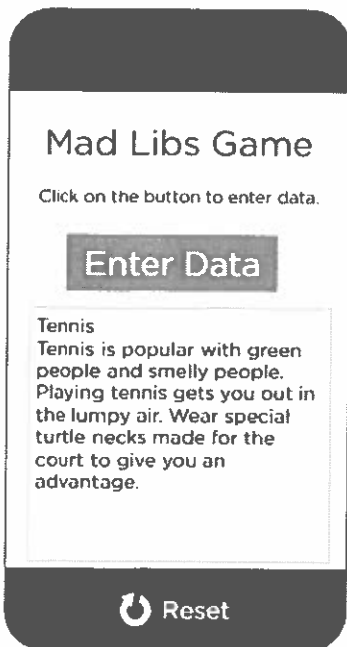 Mad Libs Game
Click on the button to enter data.
Enter Data
Tennis
Tennis is popular with green
people and smelly people.
Playing tennis gets you out in
the lumpy air. Wear special
turtle necks made for the
court to give you an
advantage.
Reset